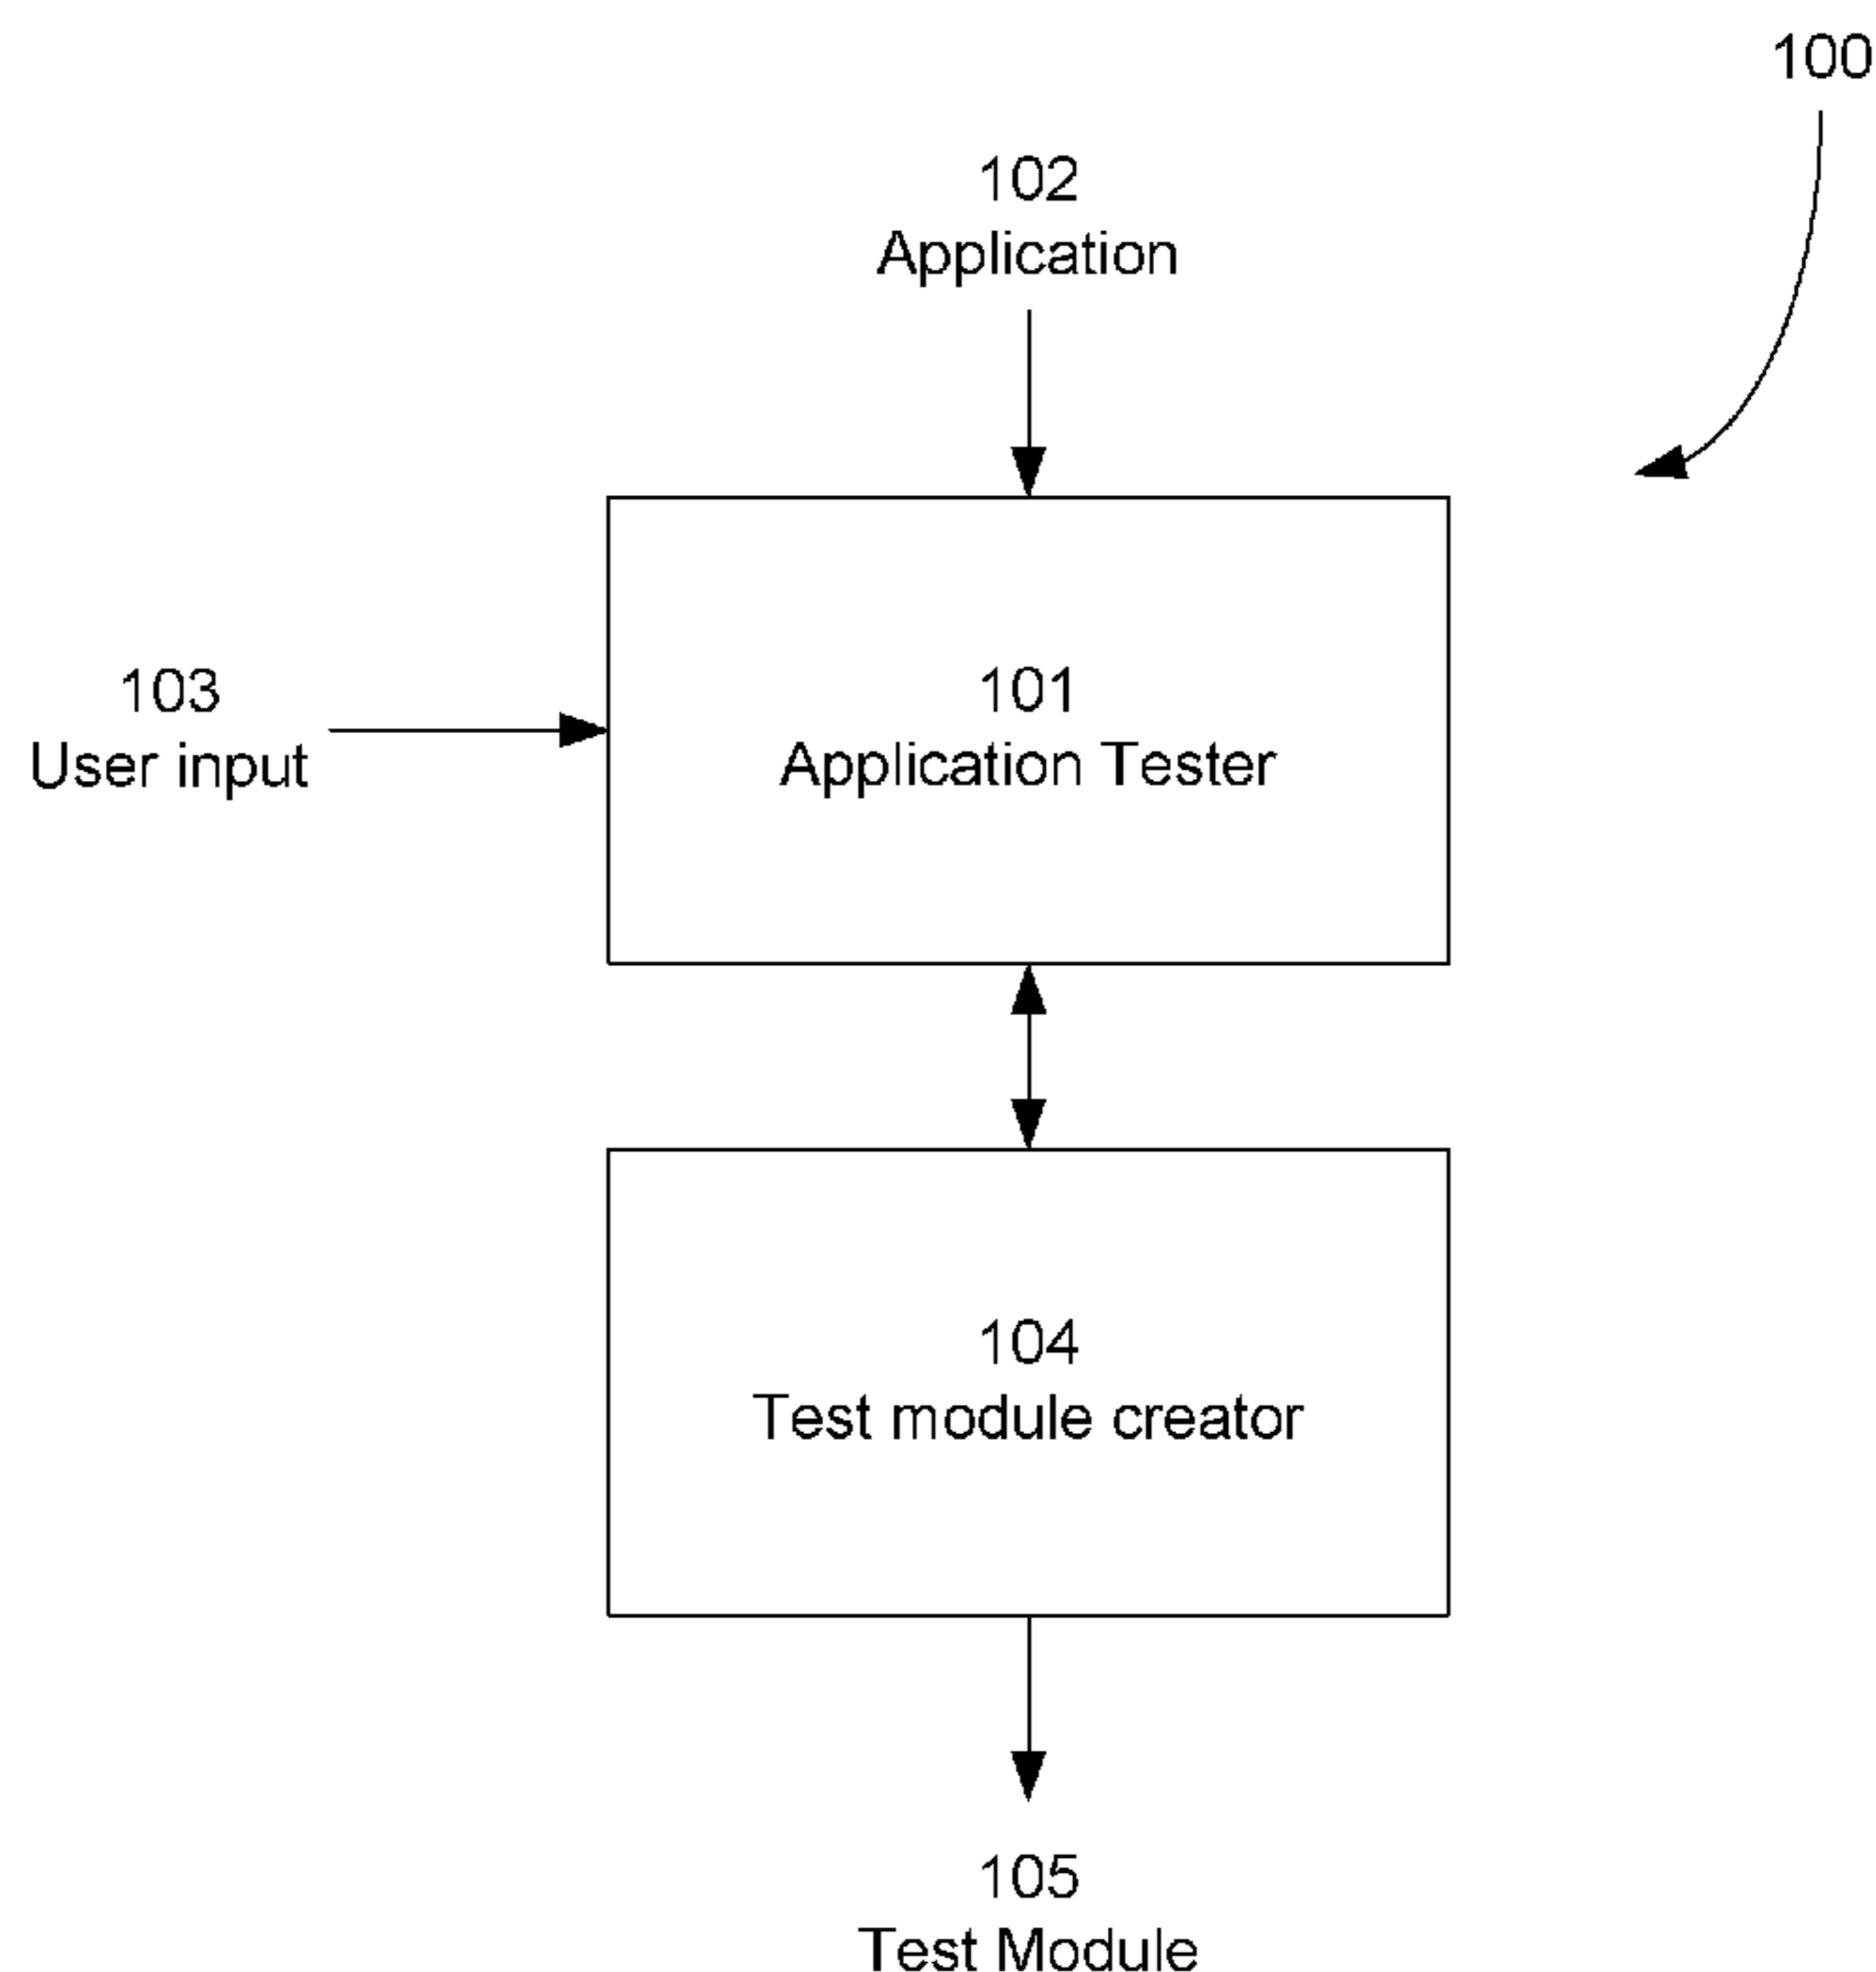 100
102
Application
103
User input
101
Application Tester
104
Test module creator
105
Test Module